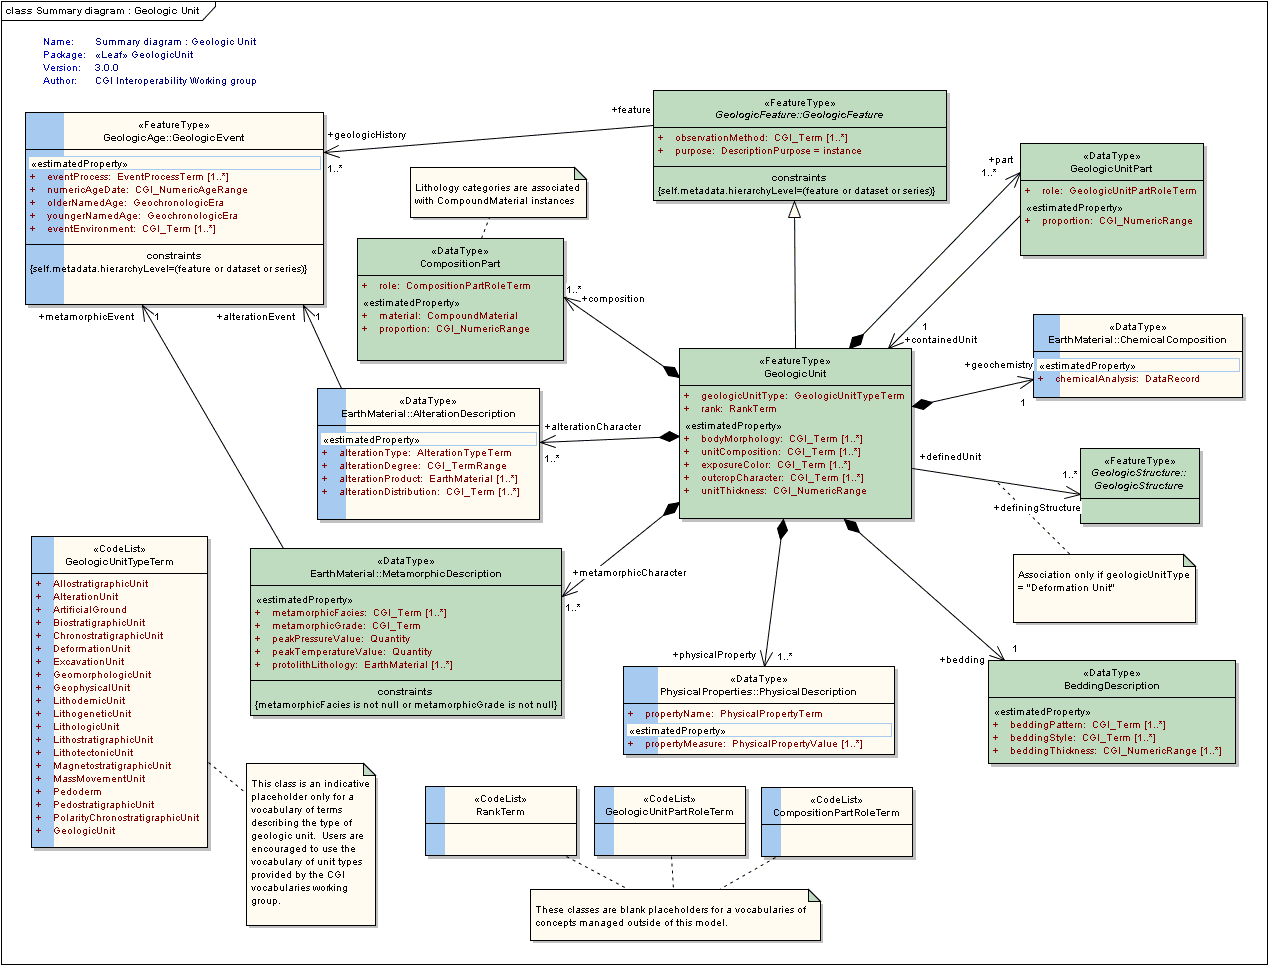 class Summary diagram : Geologic Unit
Name: Summary diagram : Geologic Unit
Package: «Leaf» GeologicUnit
Version: 3.0.0
Author: CGI Interoperability Working group
«FeatureType»
GeologicAge::GeologicEvent
«estimatedProperty»
+ eventProcess: EventProcessTerm [1..*]
+ numericAgeDate: CGI_NumericAgeRange
+ olderNamedAge: GeochronologicEra
+ youngerNamedAge: GeochronologicEra
+ eventEnvironment: CGI_Term [1..*]
constraints
{self.metadata.hierarchyLevel=(feature or dataset or series)}
+geologicHistory
1..*
+feature
«FeatureType»
GeologicFeature::GeologicFeature
+ observationMethod: CGI_Term [1..*]
+ purpose: DescriptionPurpose = instance
constraints
{self.metadata.hierarchyLevel=(feature or dataset or series)}
+part
1..*
«DataType»
GeologicUnitPart
+ role: GeologicUnitPartRoleTerm
«estimatedProperty»
+ proportion: CGI_NumericRange
Lithology categories are associated
with CompoundMaterial instances
«DataType»
CompositionPart
+ role: CompositionPartRoleTerm
«estimatedProperty»
+ material: CompoundMaterial
+ proportion: CGI_NumericRange
1..*
+composition
+metamorphicEvent
1
+alterationEvent
1
1
+containedUnit
«FeatureType»
GeologicUnit
+ geologicUnitType: GeologicUnitTypeTerm
+ rank: RankTerm
«estimatedProperty»
+ bodyMorphology: CGI_Term [1..*]
+ unitComposition: CGI_Term [1..*]
+ exposureColor: CGI_Term [1..*]
+ outcropCharacter: CGI_Term [1..*]
+ unitThickness: CGI_NumericRange
+geochemistry
1
«DataType»
EarthMaterial::ChemicalComposition
«estimatedProperty»
+ chemicalAnalysis: DataRecord
«DataType»
EarthMaterial::AlterationDescription
«estimatedProperty»
+ alterationType: AlterationTypeTerm
+ alterationDegree: CGI_TermRange
+ alterationProduct: EarthMaterial [1..*]
+ alterationDistribution: CGI_Term [1..*]
+alterationCharacter
1..*
+definedUnit
1..*
+definingStructure
«FeatureType»
GeologicStructure::
GeologicStructure
Association only if geologicUnitType
= "Deformation Unit"
«CodeList»
GeologicUnitTypeTerm
+ AllostratigraphicUnit
+ AlterationUnit
+ ArtificialGround
+ BiostratigraphicUnit
+ ChronostratigraphicUnit
+ DeformationUnit
+ ExcavationUnit
+ GeomorphologicUnit
+ GeophysicalUnit
+ LithodemicUnit
+ LithogeneticUnit
+ LithologicUnit
+ LithostratigraphicUnit
+ LithotectonicUnit
+ MagnetostratigraphicUnit
+ MassMovementUnit
+ Pedoderm
+ PedostratigraphicUnit
+ PolarityChronostratigraphicUnit
+ GeologicUnit
«DataType»
EarthMaterial::MetamorphicDescription
«estimatedProperty»
+ metamorphicFacies: CGI_Term [1..*]
+ metamorphicGrade: CGI_Term
+ peakPressureValue: Quantity
+ peakTemperatureValue: Quantity
+ protolithLithology: EarthMaterial [1..*]
constraints
{metamorphicFacies is not null or metamorphicGrade is not null}
+metamorphicCharacter
1..*
+physicalProperty
1..*
«DataType»
PhysicalProperties::PhysicalDescription
+ propertyName: PhysicalPropertyTerm
«estimatedProperty»
+ propertyMeasure: PhysicalPropertyValue [1..*]
1
+bedding
«DataType»
BeddingDescription
«estimatedProperty»
+ beddingPattern: CGI_Term [1..*]
+ beddingStyle: CGI_Term [1..*]
+ beddingThickness: CGI_NumericRange [1..*]
This class is an indicative
placeholder only for a
vocabulary of terms
describing the type of
geologic unit. Users are
encouraged to use the
vocabulary of unit types
provided by the CGI
vocabularies working
group.
«CodeList»
RankTerm
«CodeList»
GeologicUnitPartRoleTerm
«CodeList»
CompositionPartRoleTerm
These classes are blank placeholders for a vocabularies of
concepts managed outside of this model.